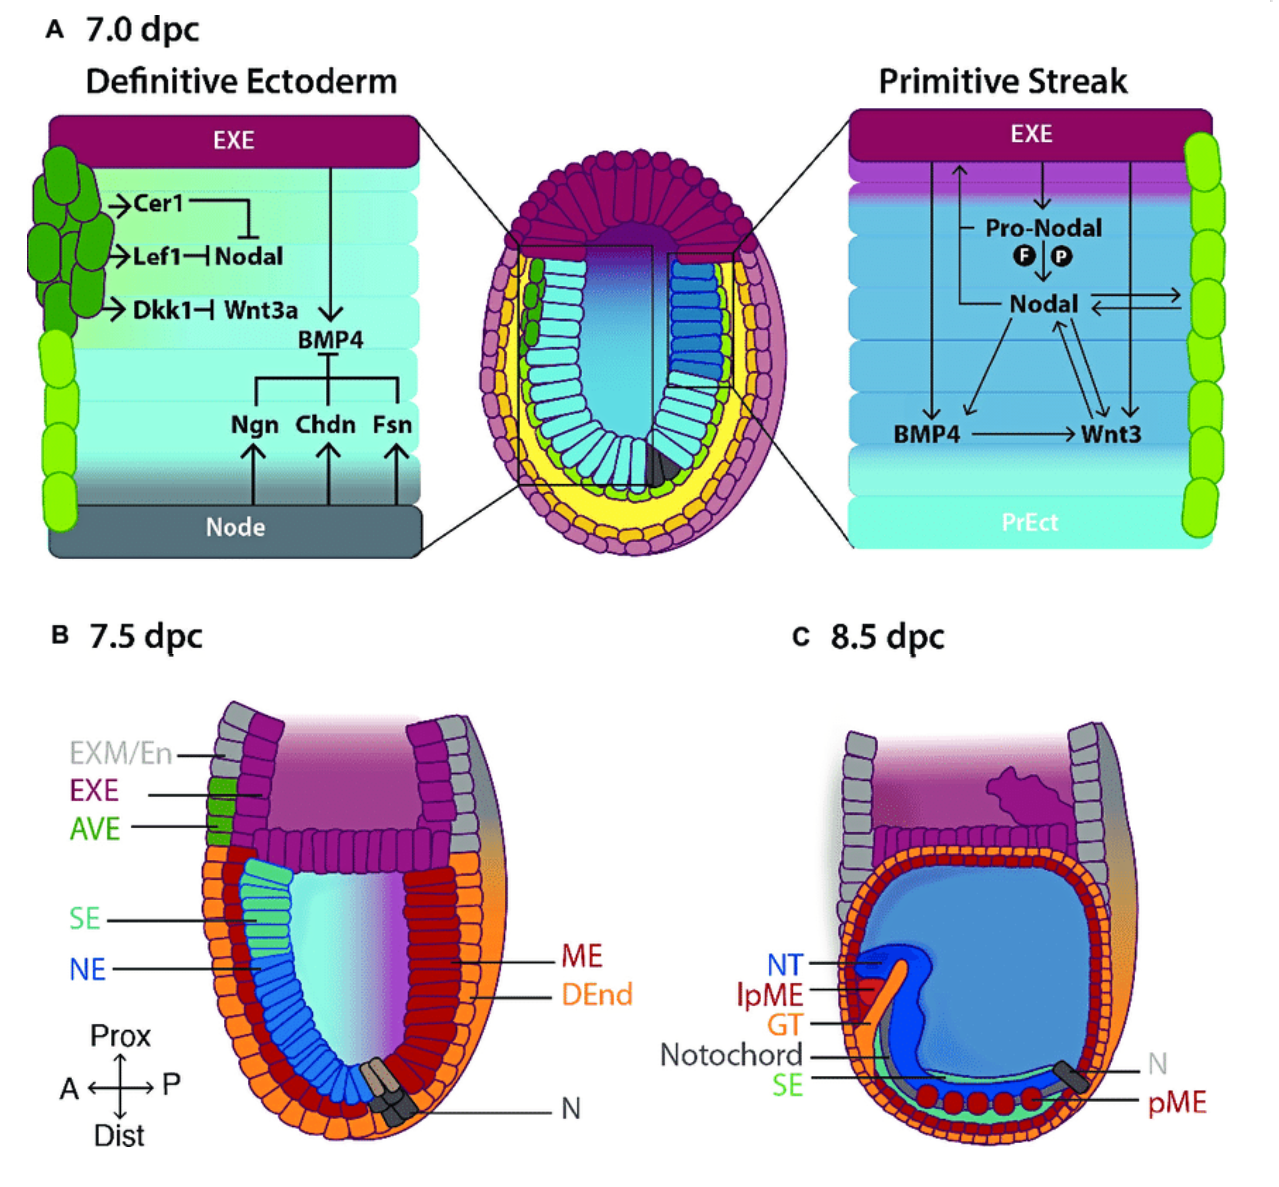 A 7.0 dpc
Definitive Ectoderm
EXE
Cer1
Lef1
Nodal
Dkk1
Wnt3a
BMP4
Ngn Chdn Fsn
Node
Primitive Streak
EXE
Pro-Nodal
F P
Nodal
BMP4
Wnt3
PrEct
B 7.5 dpc
EXM/En
EXE
AVE
SE
NE
ME
DEnd
N
Prox
A P
Dist
C 8.5 dpc
NT
lpME
GT
Notochord
SE
N
pME